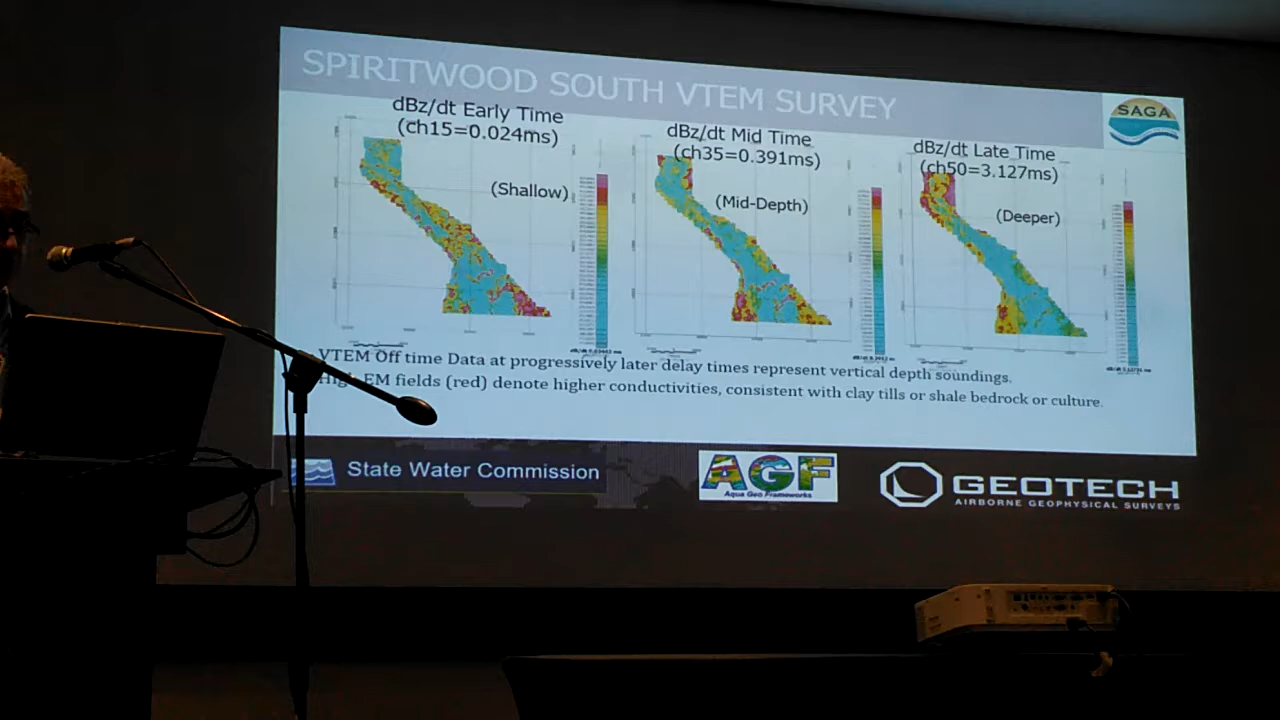 SPIRITWOOD SOUTH VTEM SURVEY
SAGA
dBz/dt Early Time
(ch15=0.024ms)
(Shallow)
dBz/dt Mid Time
(ch35=0.391ms)
(Mid-Depth)
dBz/dt Late Time
(ch50=3.127ms)
(Deeper)
VTEM Off time Data at progressively later delay times represent vertical depth soundings.
High EM fields (red) denote higher conductivities, consistent with clay tills or shale bedrock or culture.
State Water Commission
AGF
Aqua Geo Frameworks
GEOTECH
AIRBORNE GEOPHYSICAL SURVEYS